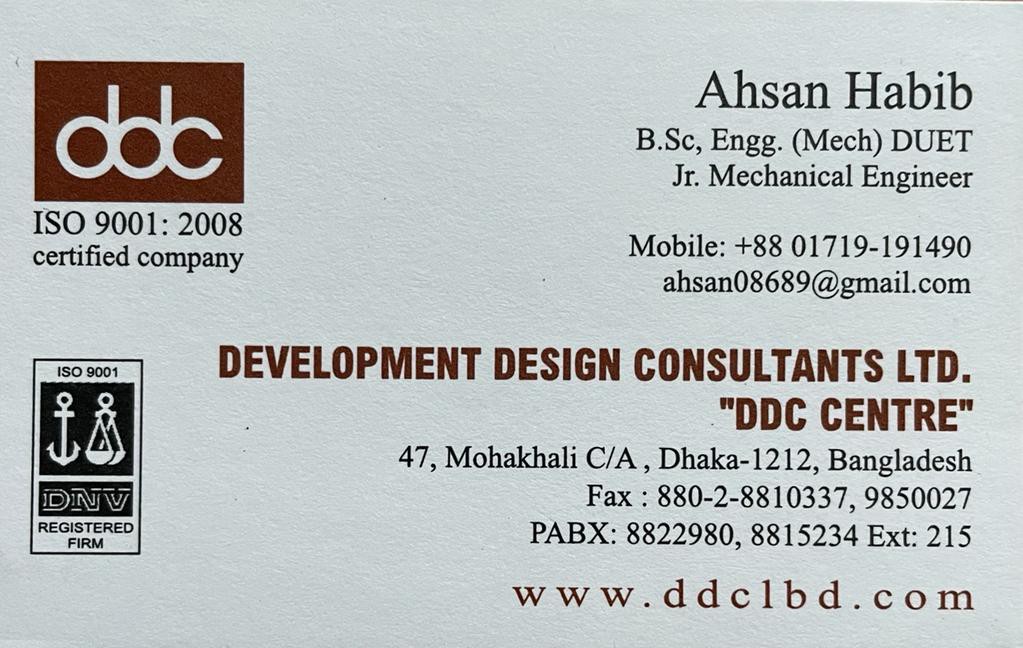 ddc
ISO 9001: 2008
certified company
Ahsan Habib
B.Sc, Engg. (Mech) DUET
Jr. Mechanical Engineer
Mobile: +88 01719-191490
ahsan08689@gmail.com
ISO 9001
DNV
REGISTERED
FIRM
DEVELOPMENT DESIGN CONSULTANTS LTD.
"DDC CENTRE"
47, Mohakhali C/A , Dhaka-1212, Bangladesh
Fax : 880-2-8810337, 9850027
PABX: 8822980, 8815234 Ext: 215
www.ddclbd.com